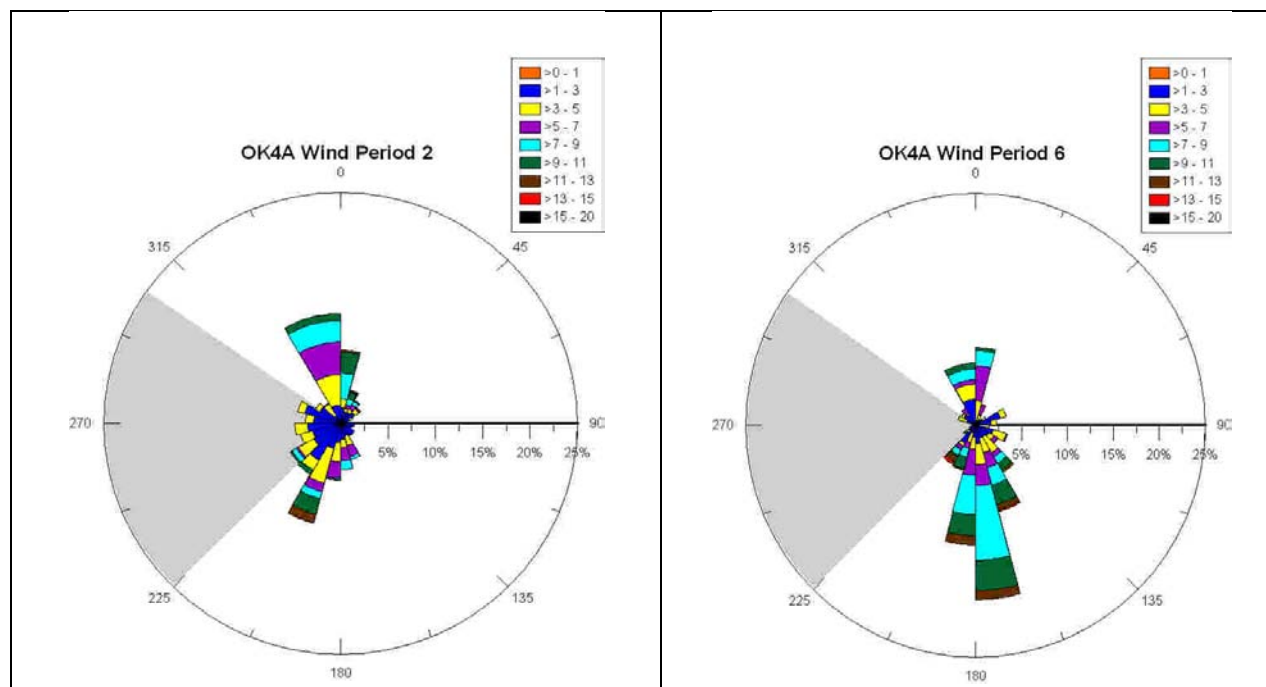 >0 - 1
>1 - 3
>3 - 5
>5 - 7
>7 - 9
>9 - 11
>11 - 13
>13 - 15
>15 - 20
OK4A Wind Period 2
0
315
45
270
90
5% 10% 15% 20% 25%
225
135
180
>0 - 1
>1 - 3
>3 - 5
>5 - 7
>7 - 9
>9 - 11
>11 - 13
>13 - 15
>15 - 20
OK4A Wind Period 6
0
315
45
270
90
5% 10% 15% 20% 25%
225
135
180